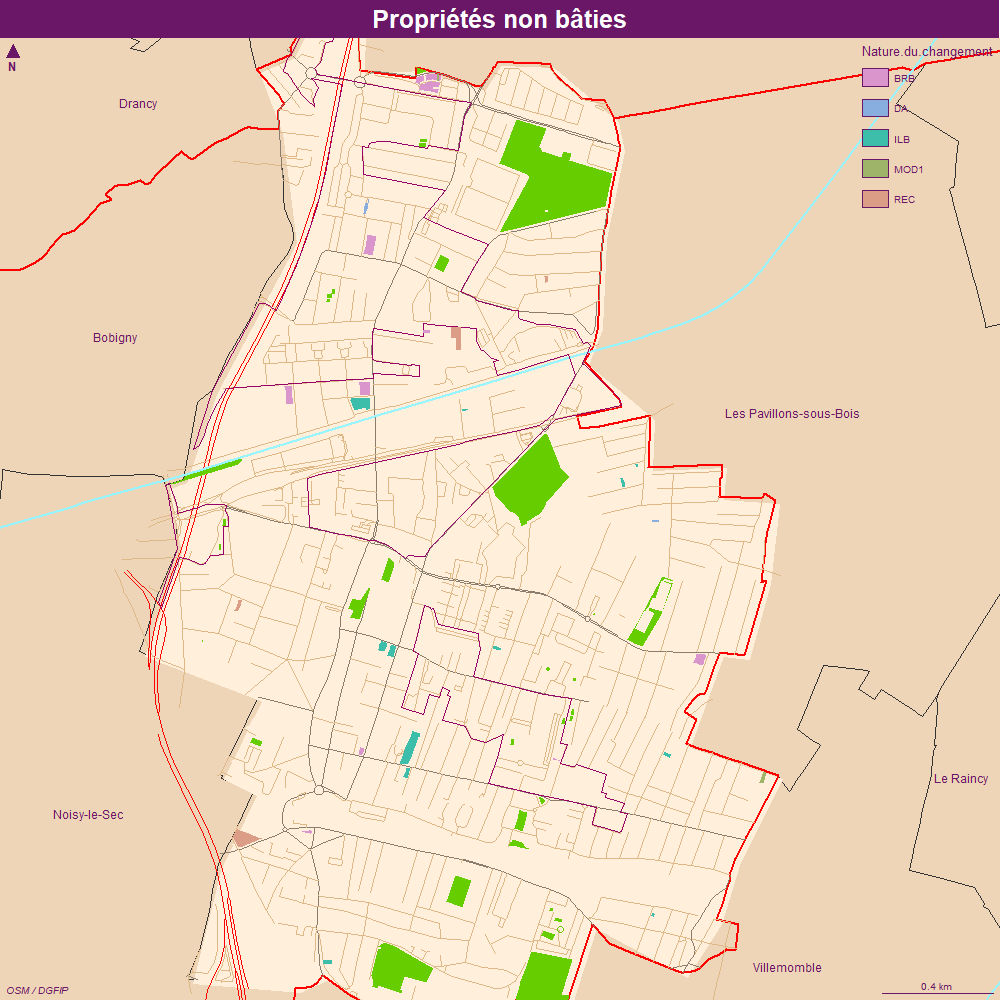 Propriétés non bâties
N
Nature.du.changement
BRB
DA
ILB
MOD1
REC
Drancy
Bobigny
Les Pavillons-sous-Bois
Le Raincy
Noisy-le-Sec
Villemomble
OSM / DGFIP
0.4 km